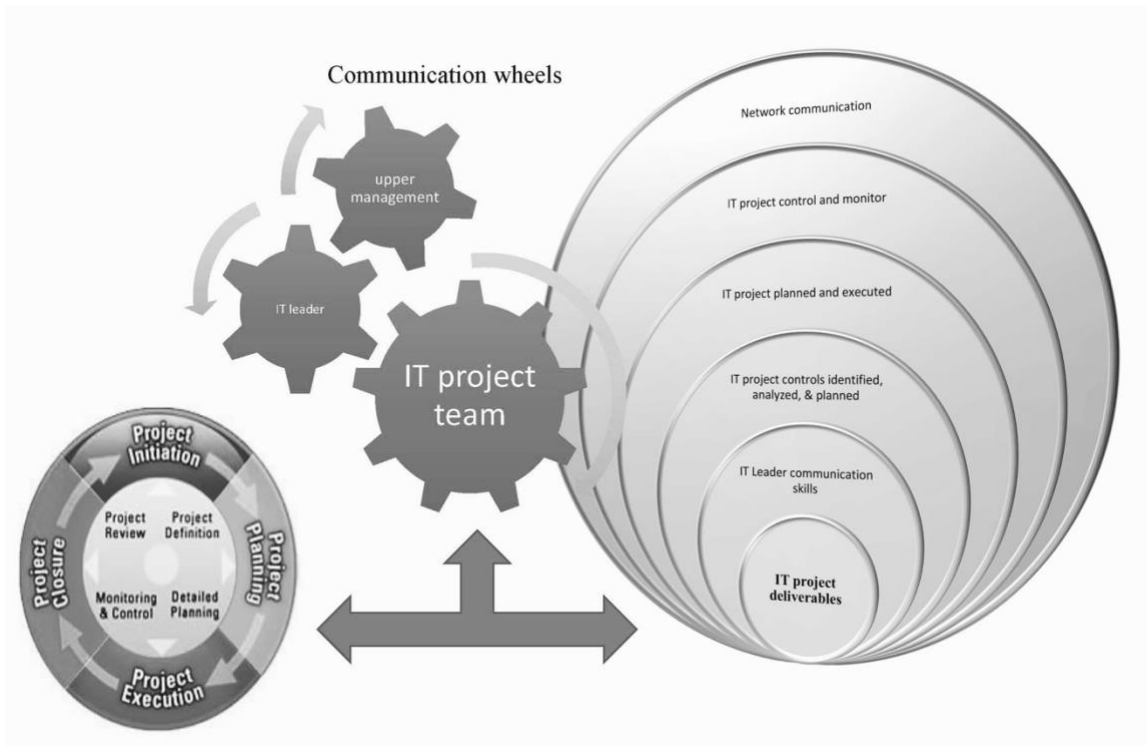 Communication wheels
upper
management
IT leader
IT project
team
Project
Initiation
Project
Planning
Project
Execution
Project
Closure
Project
Review
Project
Definition
Monitoring
& Control
Detailed
Planning
Network communication
IT project control and monitor
IT project planned and executed
IT project controls identified,
analyzed, & planned
IT Leader communication
skills
IT project
deliverables